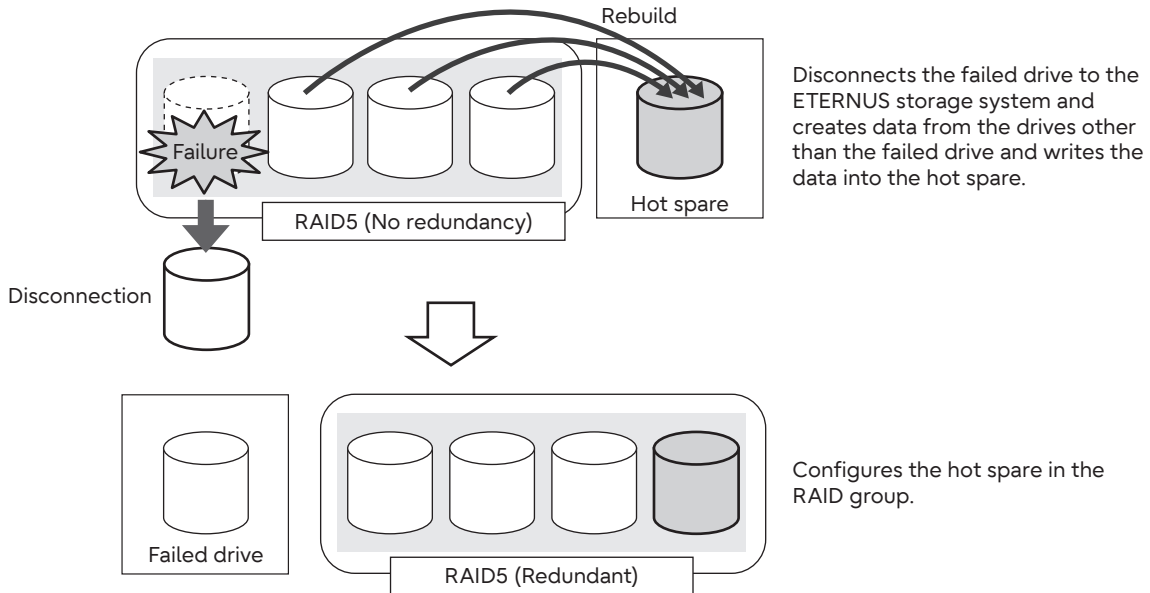 Rebuild
Disconnects the failed drive to the
ETERNUS storage system and
creates data from the drives other
than the failed drive and writes the
data into the hot spare.
Failure
Hot spare
RAID5 (No redundancy)
Disconnection
Configures the hot spare in the
RAID group.
Failed drive
RAID5 (Redundant)